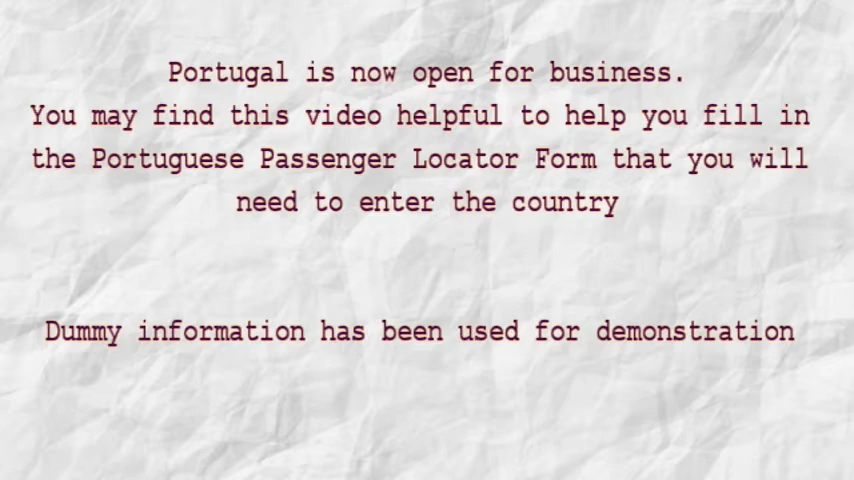 Portugal is now open for business.
You may find this video helpful to help you fill in
the Portuguese Passenger Locator Form that you will
need to enter the country
Dummy information has been used for demonstration